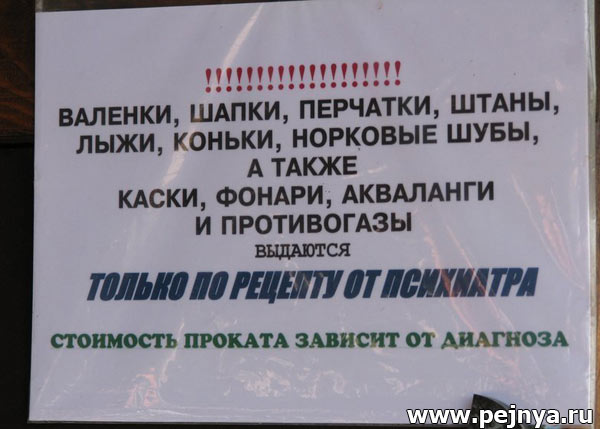 !!!!!!!!!!!!!!!!!!!!
ВАЛЕНКИ, ШАПКИ, ПЕРЧАТКИ, ШТАНЫ,
ЛЫЖИ, КОНЬКИ, НОРКОВЫЕ ШУБЫ,
А ТАКЖЕ
КАСКИ, ФОНАРИ, АКВАЛАНГИ
И ПРОТИВОГАЗЫ
ВЫДАЮТСЯ
ТОЛЬКО ПО РЕЦЕПТУ ОТ ПСИХИАТРА
СТОИМОСТЬ ПРОКАТА ЗАВИСИТ ОТ ДИАГНОЗА
www.pejnya.ru